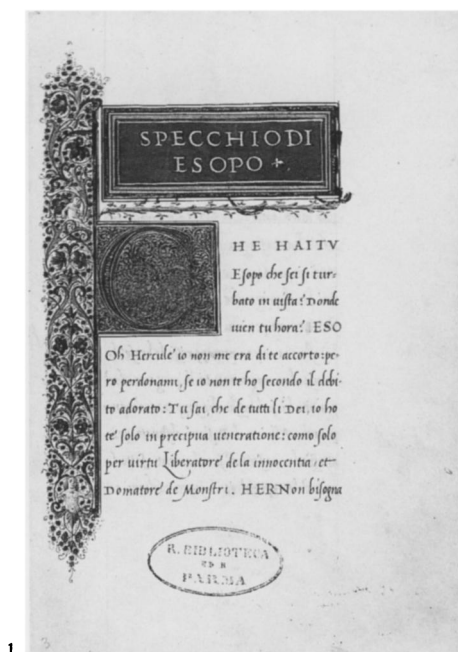 SPECCHIO DI
ESOPO
CHE HAI TV
Esopo che sei si tur-
bato in uista? Donde
uien tu hora? ESO
Oh Hercule io non me era di te accorto: pe-
ro perdonami, se io non te ho secondo il debi-
to adorato: Tu sai, che de tutti li Dei, io ho
te solo in precipua ueneratione: como solo
per uirtu Liberatore de la innocentia, et
Domatore de Monstri. HER Non bisogna
R. BIBLIOTECA
PARMA
3
1